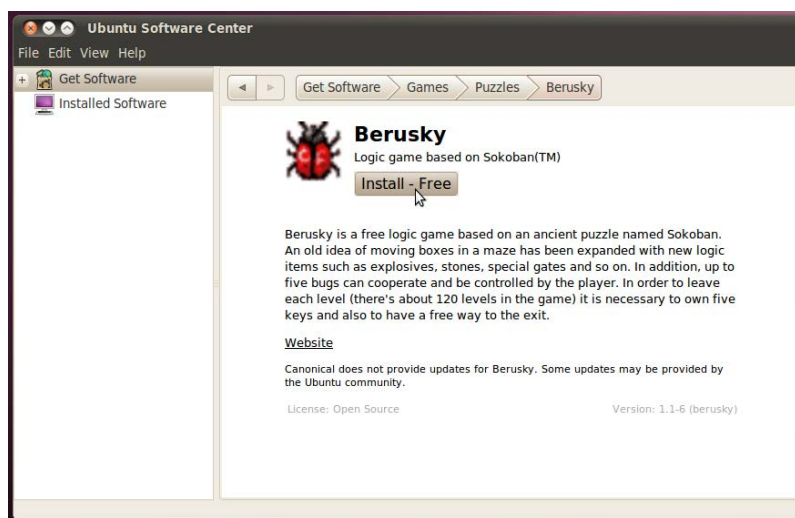 Ubuntu Software Center
File Edit View Help
Get Software
Installed Software
Get Software Games Puzzles Berusky
Berusky
Logic game based on Sokoban(TM)
Install - Free
Berusky is a free logic game based on an ancient puzzle named Sokoban.
An old idea of moving boxes in a maze has been expanded with new logic
items such as explosives, stones, special gates and so on. In addition, up to
five bugs can cooperate and be controlled by the player. In order to leave
each level (there's about 120 levels in the game) it is necessary to own five
keys and also to have a free way to the exit.
Website
Canonical does not provide updates for Berusky. Some updates may be provided by
the Ubuntu community.
License: Open Source Version: 1.1-6 (berusky)